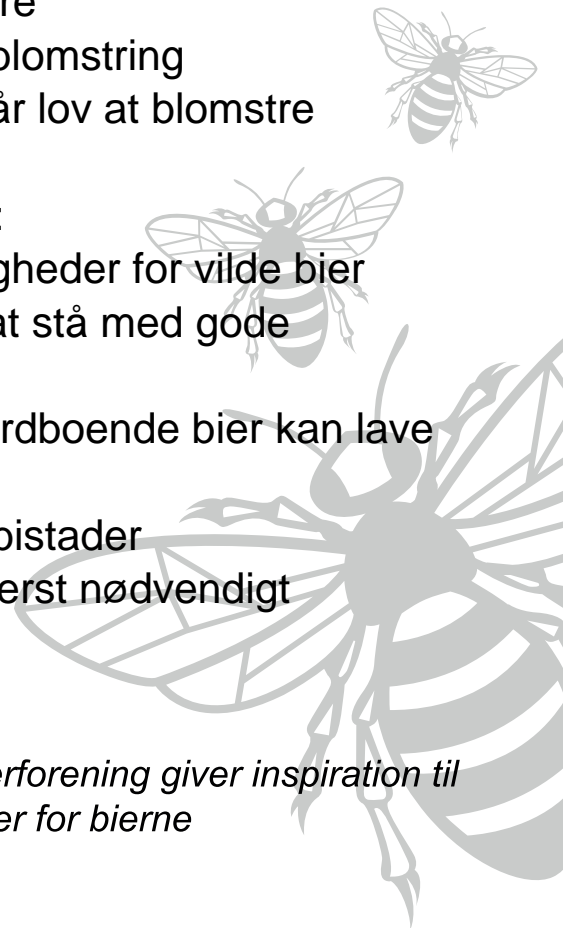 re
blomstring
år lov at blomstre
:
gheder for vilde bier
at stå med gode
rdboende bier kan lave
bistader
erst nødvendigt
erforening giver inspiration til
er for bierne